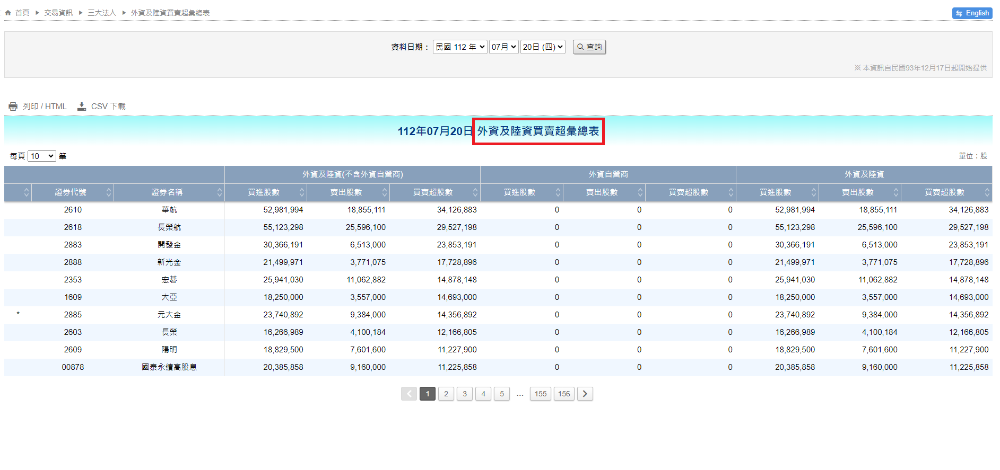 首頁 ▶ 交易資訊 ▶ 三大法人 ▶ 外資及陸資買賣超彙總表
English
資料日期： 民國 112 年 07月 20日 (四) 查詢
※ 本資訊自民國93年12月17日起開始提供
列印 / HTML CSV 下載
112年07月20日 外資及陸資買賣超彙總表
每頁 10 筆 單位：股
外資及陸資(不含外資自營商) 外資自營商 外資及陸資
證券代號 證券名稱 買進股數 賣出股數 買賣超股數 買進股數 賣出股數 買賣超股數 買進股數 賣出股數 買賣超股數
2610 華航 52,981,994 18,855,111 34,126,883 0 0 0 52,981,994 18,855,111 34,126,883
2618 長榮航 55,123,298 25,596,100 29,527,198 0 0 0 55,123,298 25,596,100 29,527,198
2883 開發金 30,366,191 6,513,000 23,853,191 0 0 0 30,366,191 6,513,000 23,853,191
2888 新光金 21,499,971 3,771,075 17,728,896 0 0 0 21,499,971 3,771,075 17,728,896
2353 宏碁 25,941,030 11,062,882 14,878,148 0 0 0 25,941,030 11,062,882 14,878,148
1609 大亞 18,250,000 3,557,000 14,693,000 0 0 0 18,250,000 3,557,000 14,693,000
* 2885 元大金 23,740,892 9,384,000 14,356,892 0 0 0 23,740,892 9,384,000 14,356,892
2603 長榮 16,266,989 4,100,184 12,166,805 0 0 0 16,266,989 4,100,184 12,166,805
2609 陽明 18,829,500 7,601,600 11,227,900 0 0 0 18,829,500 7,601,600 11,227,900
00878 國泰永續高股息 20,385,858 9,160,000 11,225,858 0 0 0 20,385,858 9,160,000 11,225,858
1 2 3 4 5 … 155 156